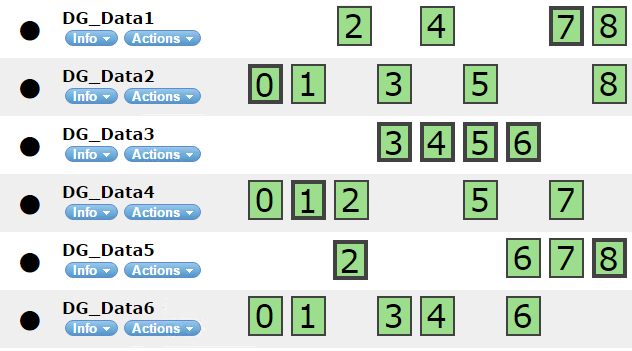 DG_Data1 2 4 7 8
Info Actions
DG_Data2 0 1 3 5 8
Info Actions
DG_Data3 3 4 5 6
Info Actions
DG_Data4 0 1 2 5 7
Info Actions
DG_Data5 2 6 7 8
Info Actions
DG_Data6 0 1 3 4 6
Info Actions